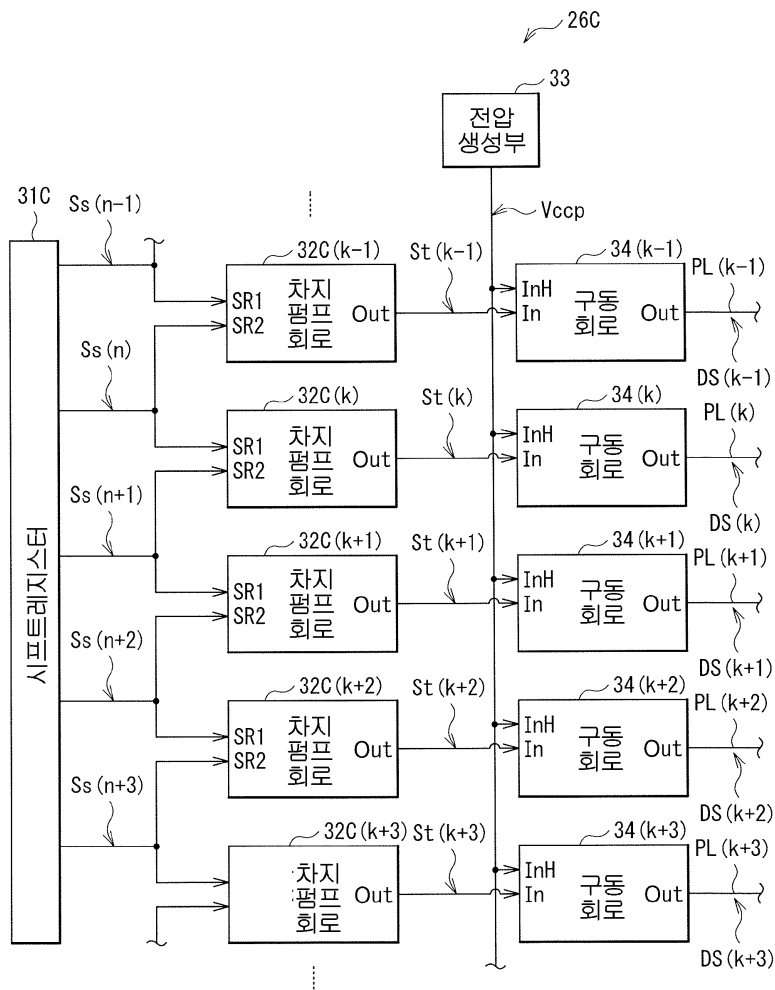 26C
33
전압
생성부
31C
Ss(n-1)
Vccp
32C(k-1)
St(k-1)
34(k-1)
PL(k-1)
SR1
SR2
차지
펌프
회로
Out
InH
In
구동
회로
Out
DS(k-1)
Ss(n)
32C(k)
St(k)
34(k)
PL(k)
SR1
SR2
차지
펌프
회로
Out
InH
In
구동
회로
Out
DS(k)
Ss(n+1)
32C(k+1)
St(k+1)
34(k+1)
PL(k+1)
시프트레지스터
SR1
SR2
차지
펌프
회로
Out
InH
In
구동
회로
Out
DS(k+1)
Ss(n+2)
32C(k+2)
St(k+2)
34(k+2)
PL(k+2)
SR1
SR2
차지
펌프
회로
Out
InH
In
구동
회로
Out
DS(k+2)
Ss(n+3)
32C(k+3)
St(k+3)
34(k+3)
PL(k+3)
차지
펌프
회로
Out
InH
In
구동
회로
Out
DS(k+3)